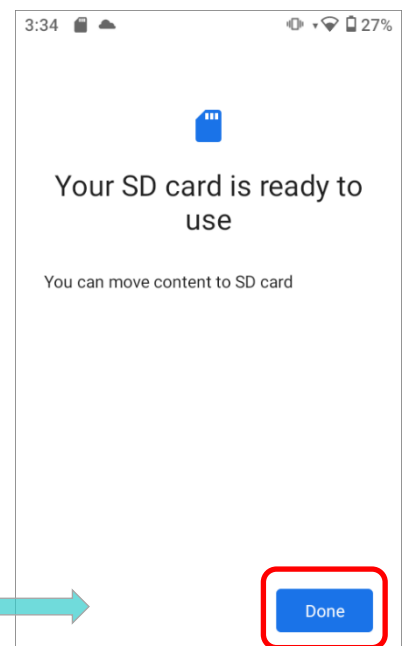 3:34 27%
Your SD card is ready to
use
You can move content to SD card
Done